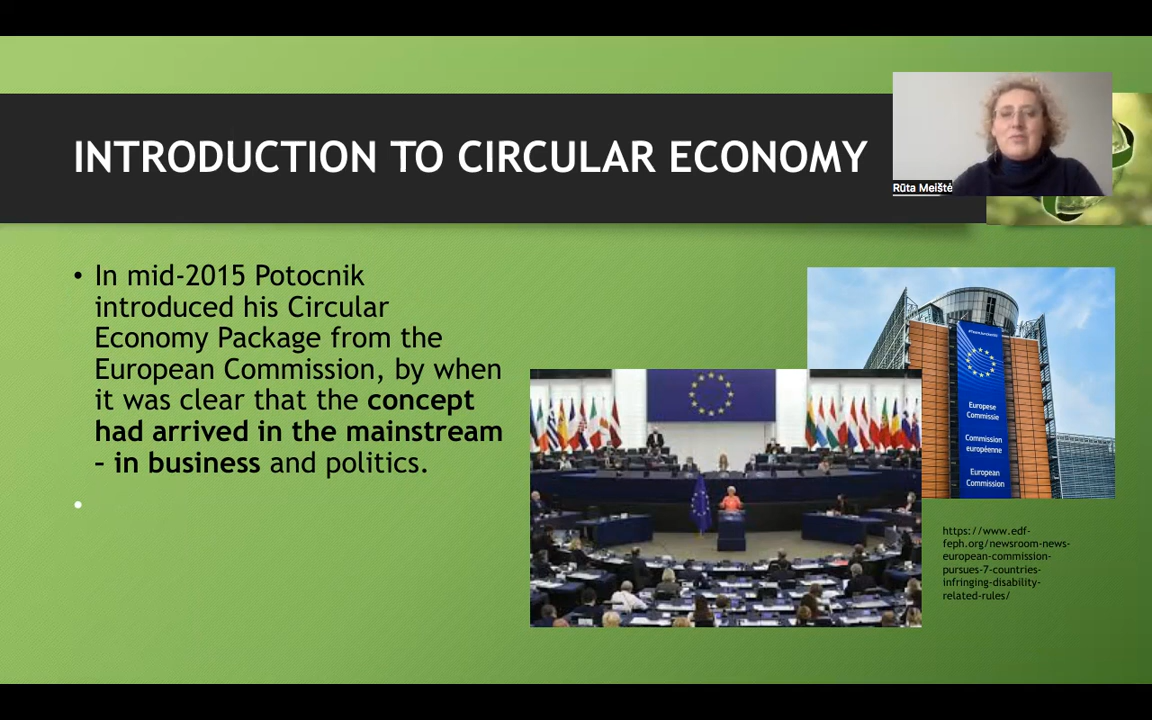 INTRODUCTION TO CIRCULAR ECONOMY
Rūta Meištė
• In mid-2015 Potocnik
introduced his Circular
Economy Package from the
European Commission, by when
it was clear that the concept
had arrived in the mainstream
– in business and politics.
•
Europese
Commissie
Commission
européenne
European
Commission
https://www.edf-
feph.org/newsroom-news-
european-commission-
pursues-7-countries-
infringing-disability-
related-rules/